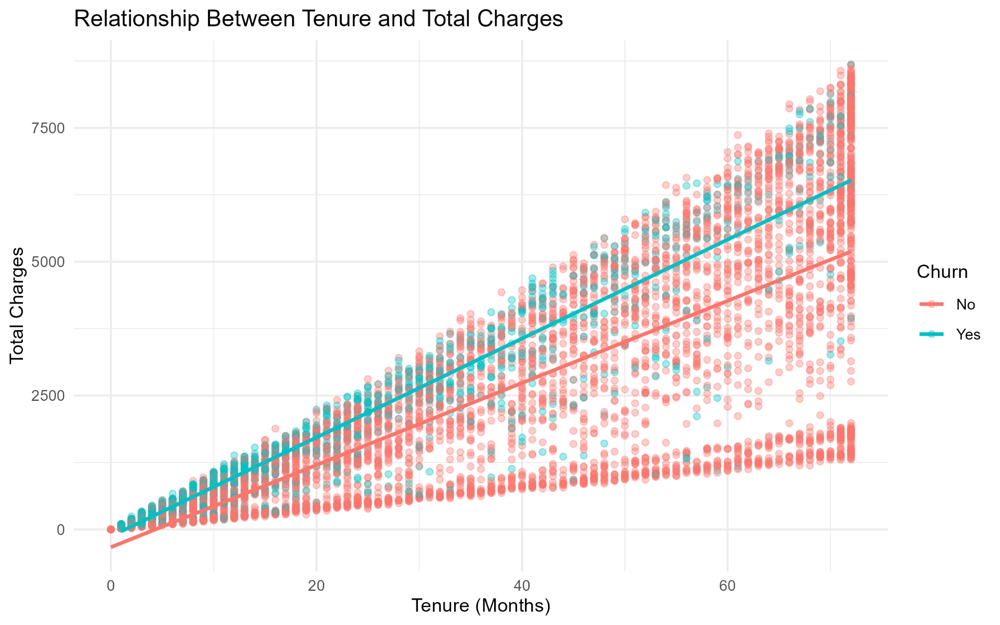 Relationship Between Tenure and Total Charges
Total Charges
7500
5000
2500
0
0 20 40 60
Tenure (Months)
Churn
No
Yes